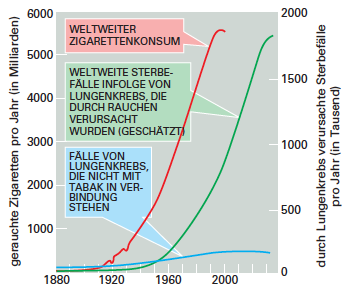 gerauchte Zigaretten pro Jahr (in Milliarden)
6000
5000
4000
3000
2000
1000
WELTWEITER
ZIGARETTENKONSUM
WELTWEITE STERBE-
FÄLLE INFOLGE VON
LUNGENKREBS, DIE
DURCH RAUCHEN
VERURSACHT
WURDEN (GESCHÄTZT)
FÄLLE VON
LUNGENKREBS,
DIE NICHT MIT
TABAK IN VER-
BINDUNG
STEHEN
2000
1500
1000
500
0
durch Lungenkrebs verursachte Sterbefälle
pro Jahr (in Tausend)
1880
1920
1960
2000